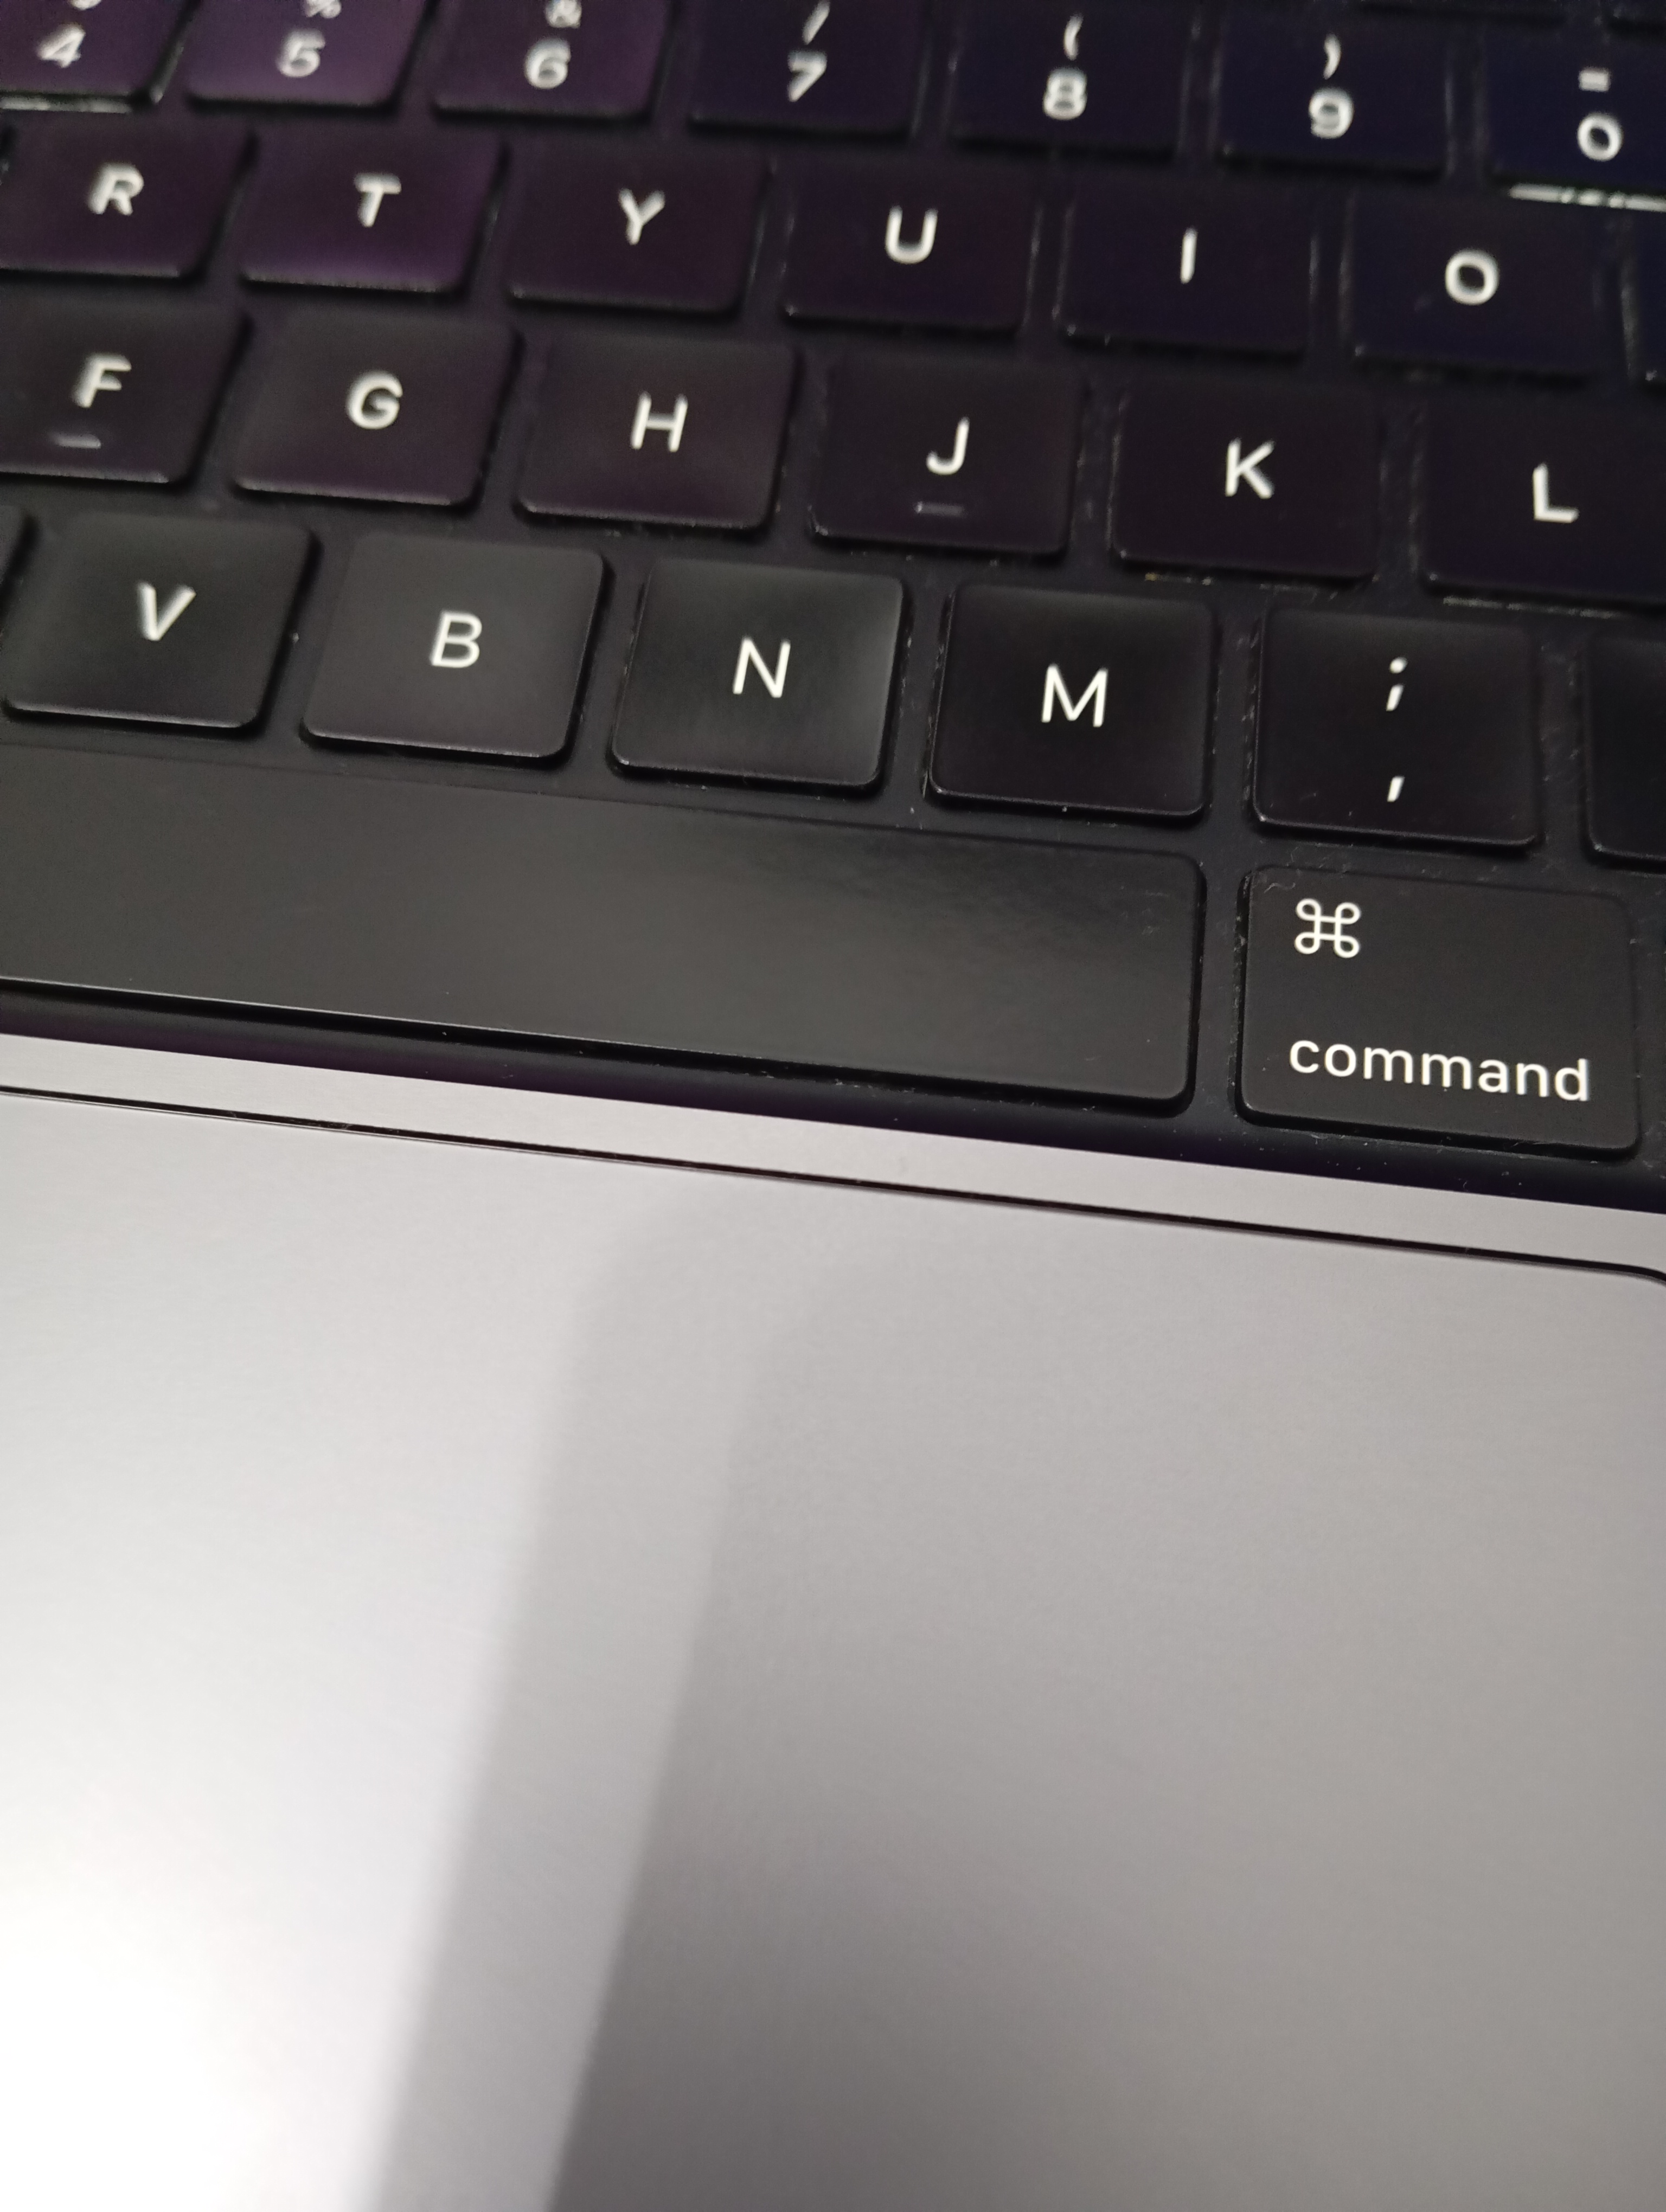 % & / ( ) =
4 5 6 7 8 9 0
R T Y U I O
F G H J K L
V B N M ; ,
⌘
command